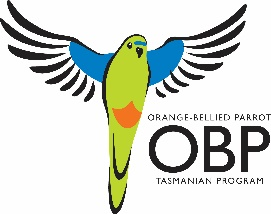 ORANGE-BELLIED PARROT
OBP
TASMANIAN PROGRAM